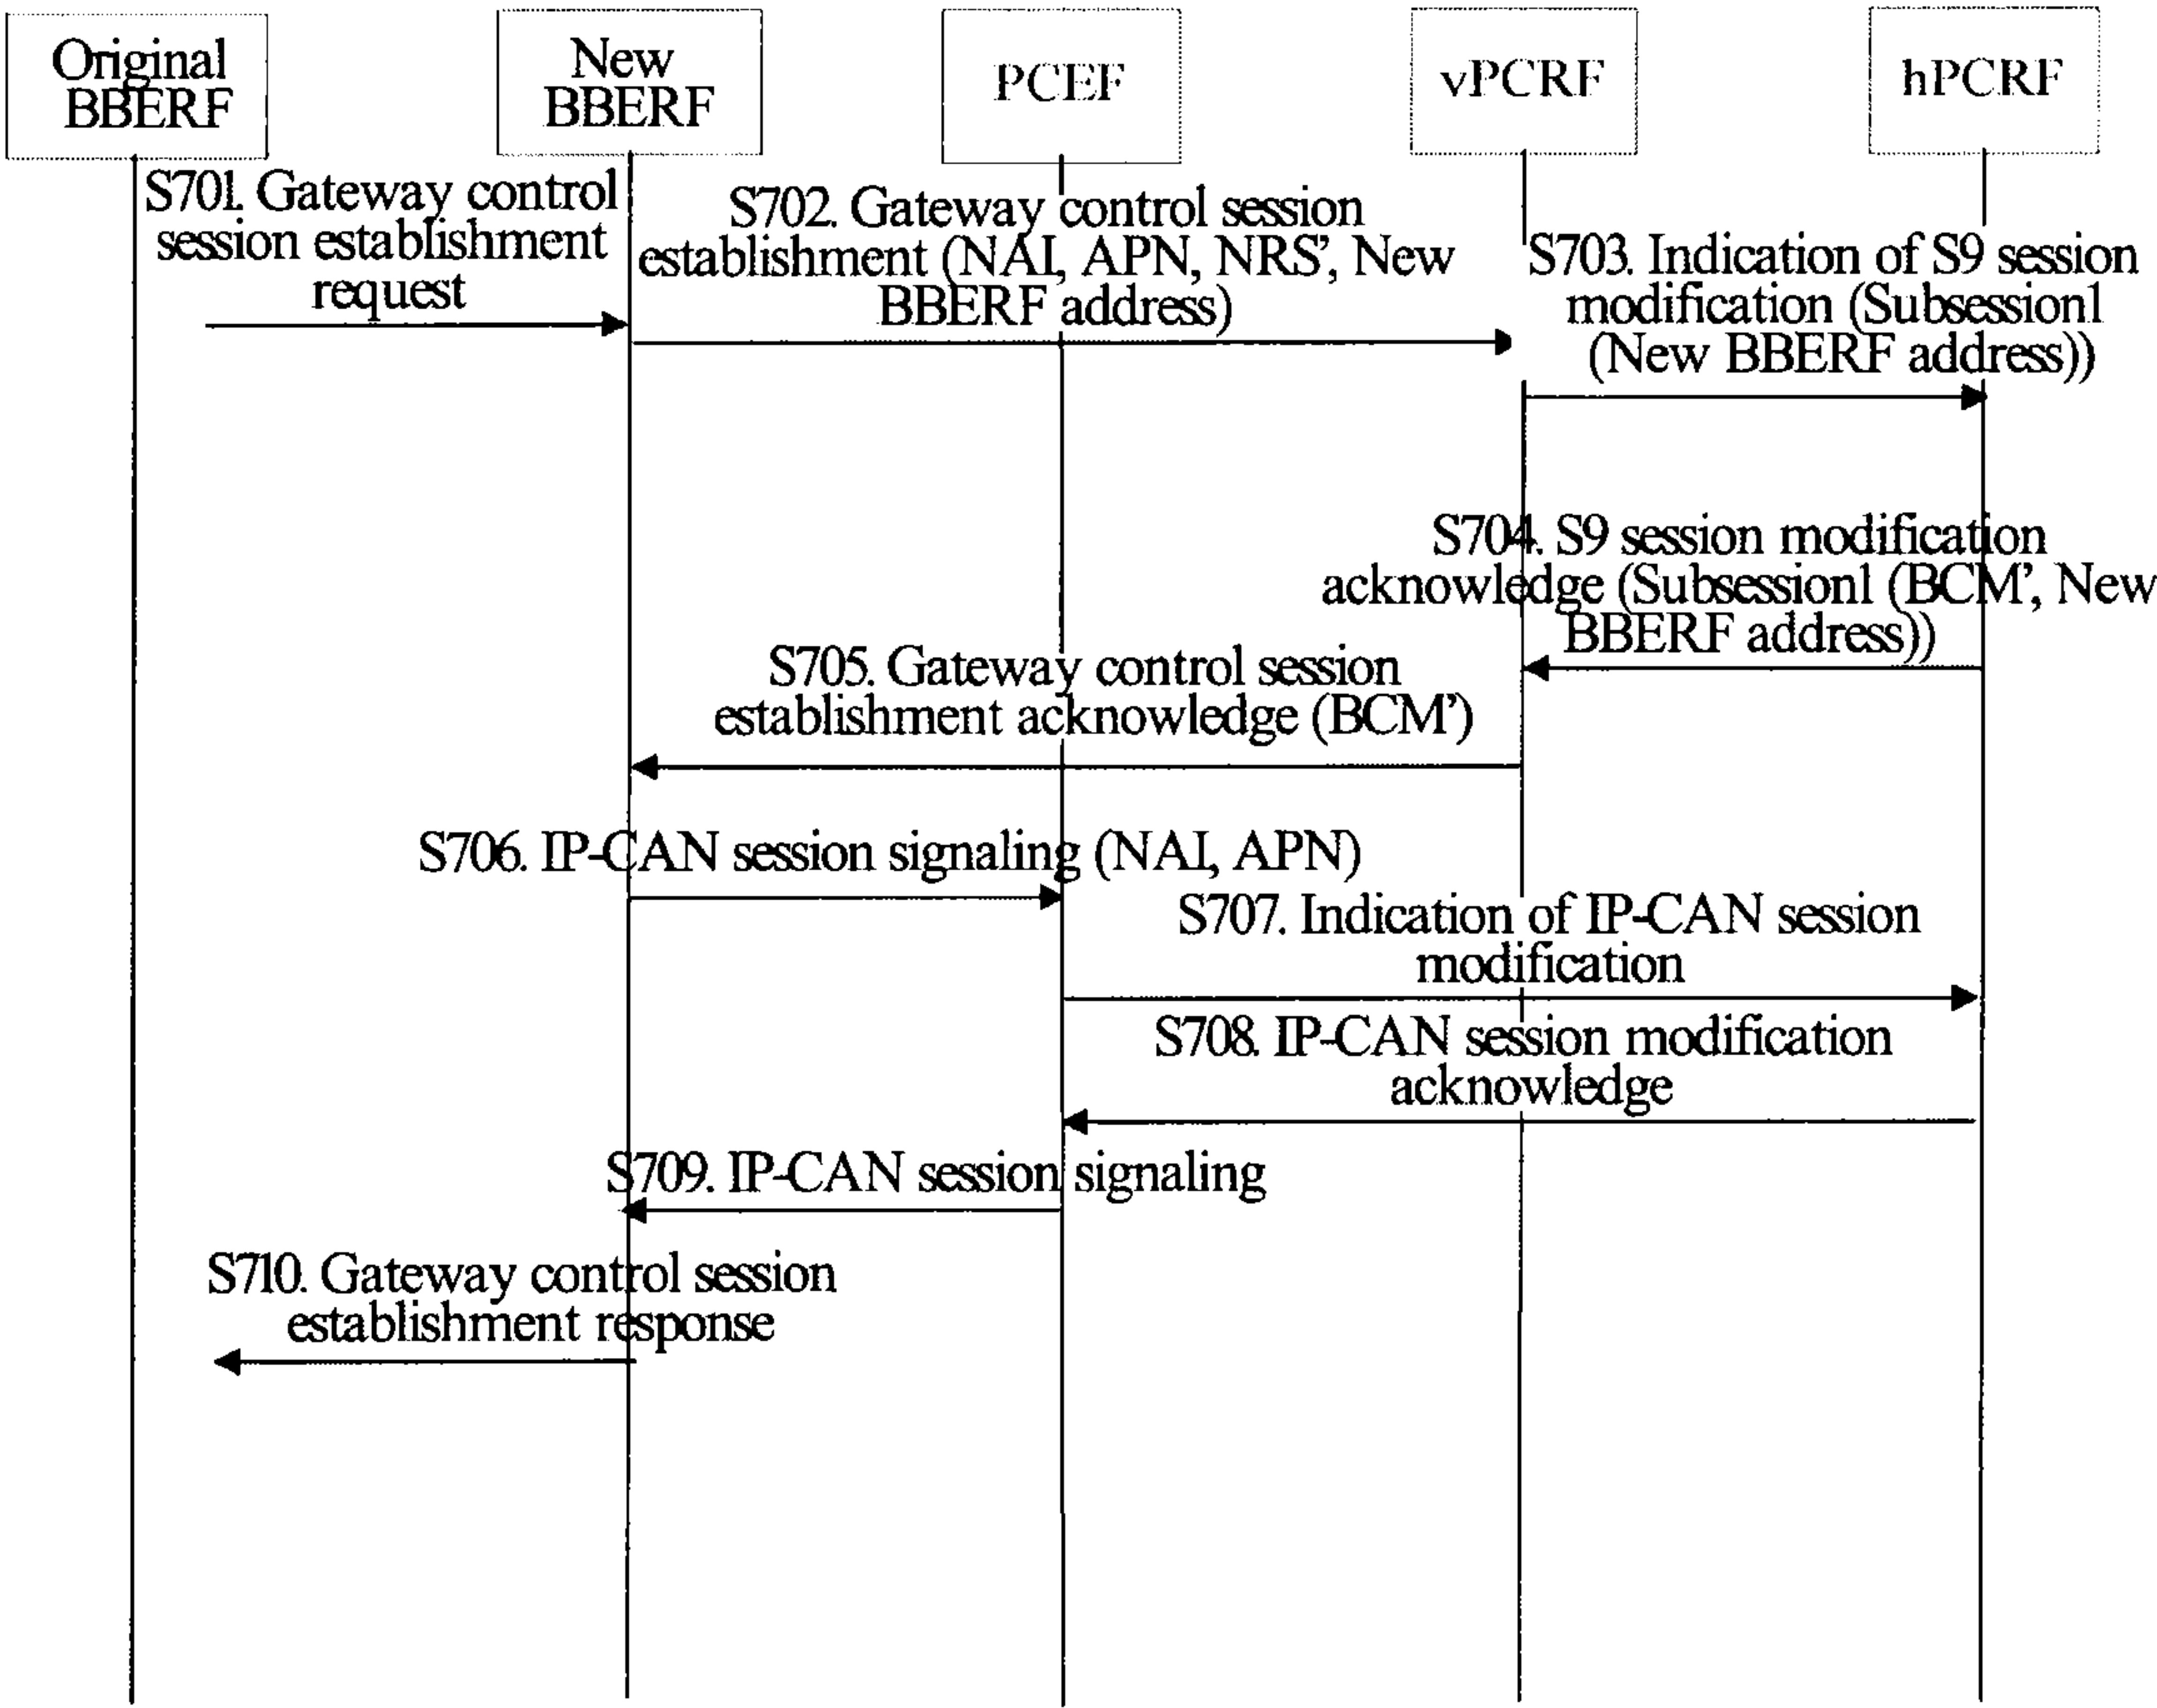 Original
BBERF
New
BBERF
PCEF
vPCRF
hPCRF
S701. Gateway control
session establishment
request
S702. Gateway control session
establishment (NAI, APN, NRS', New
BBERF address)
S703. Indication of S9 session
modification (Subsession1
(New BBERF address))
S704. S9 session modification
acknowledge (Subsession1 (BCM', New
BBERF address))
S705. Gateway control session
establishment acknowledge (BCM')
S706. IP-CAN session signaling (NAI, APN)
S707. Indication of IP-CAN session
modification
S708. IP-CAN session modification
acknowledge
S709. IP-CAN session signaling
S710. Gateway control session
establishment response